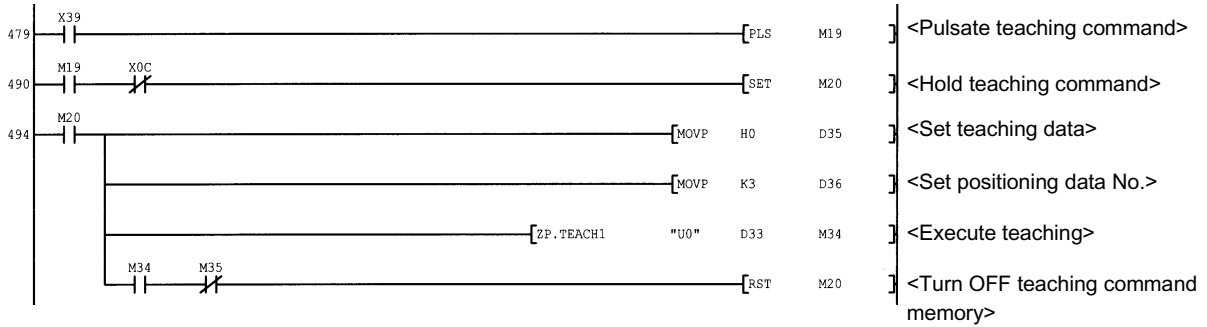 X39
479 PLS M19 <Pulsate teaching command>
M19 X0C
490 SET M20 <Hold teaching command>
M20
494 MOVP H0 D35 <Set teaching data>
MOVP K3 D36 <Set positioning data No.>
ZP.TEACH1 "U0" D33 M34 <Execute teaching>
M34 M35
RST M20 <Turn OFF teaching command
memory>